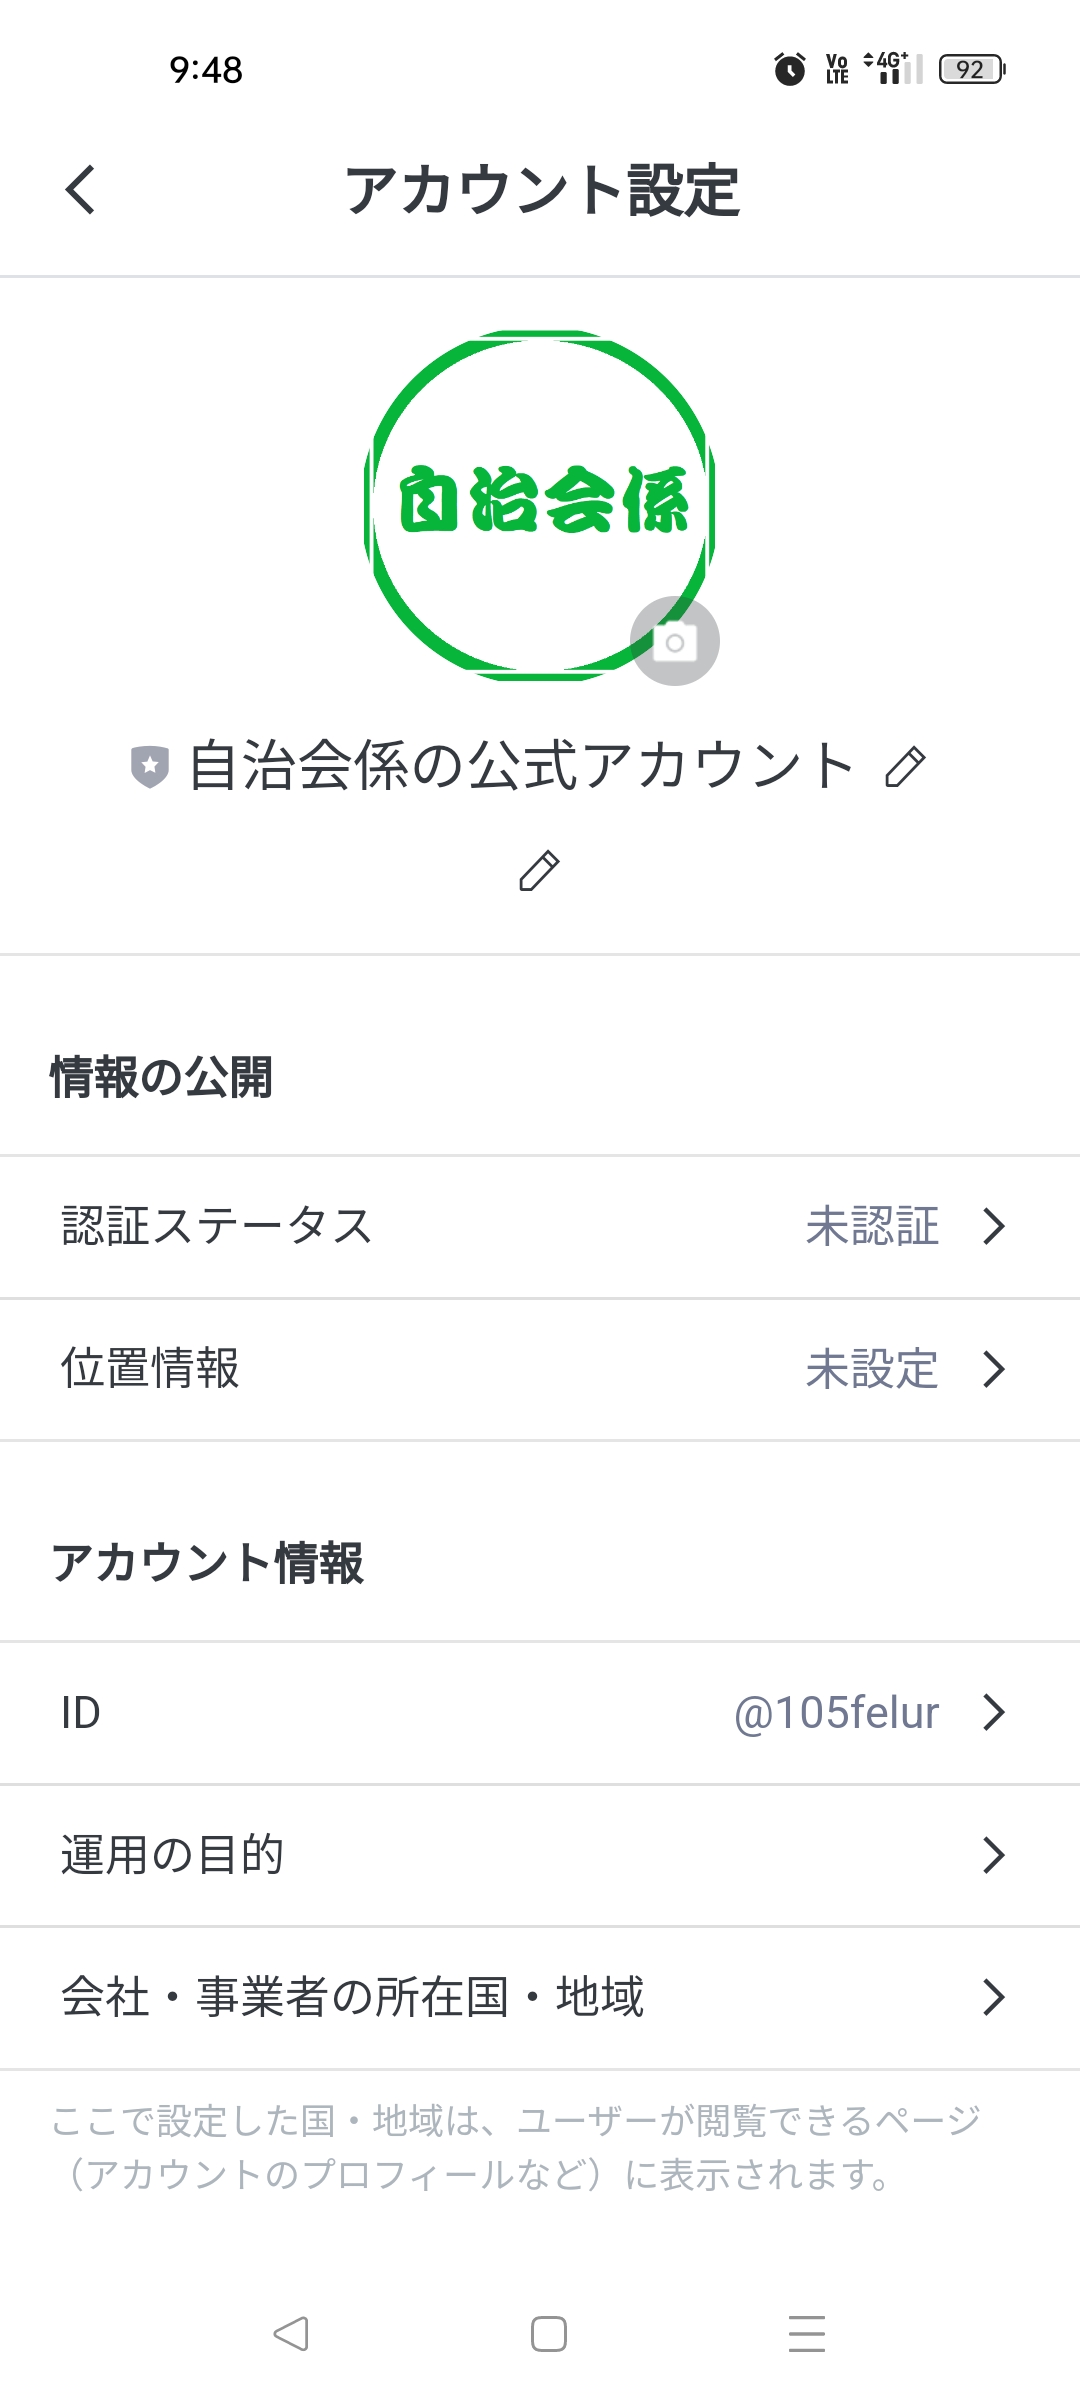 9:48
Vo
LTE
4G+
92
アカウント設定
自治会係
自治会係の公式アカウント
情報の公開
認証ステータス 未認証
位置情報 未設定
アカウント情報
ID @105felur
運用の目的
会社・事業者の所在国・地域
ここで設定した国・地域は、ユーザーが閲覧できるページ
（アカウントのプロフィールなど）に表示されます。